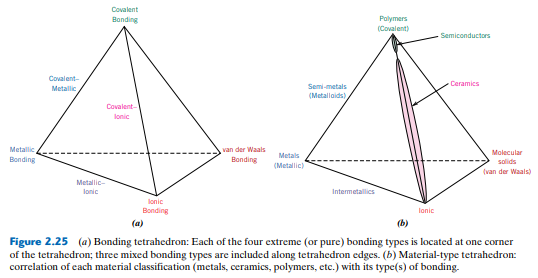 Covalent
Bonding
Covalent–
Metallic
Covalent–
Ionic
Metallic
Bonding
van der Waals
Bonding
Metallic–
Ionic
Ionic
Bonding
(a)
Polymers
(Covalent)
Semiconductors
Semi-metals
(Metalloids)
Ceramics
Metals
(Metallic)
Molecular
solids
(van der Waals)
Intermetallics
Ionic
(b)
Figure 2.25 (a) Bonding tetrahedron: Each of the four extreme (or pure) bonding types is located at one corner
of the tetrahedron; three mixed bonding types are included along tetrahedron edges. (b) Material-type tetrahedron:
correlation of each material classification (metals, ceramics, polymers, etc.) with its type(s) of bonding.